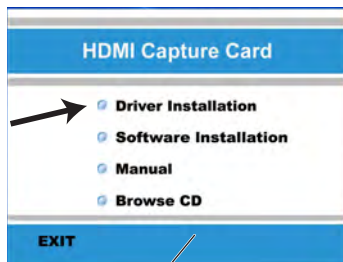 HDMI Capture Card
Driver Installation
Software Installation
Manual
Browse CD
EXIT